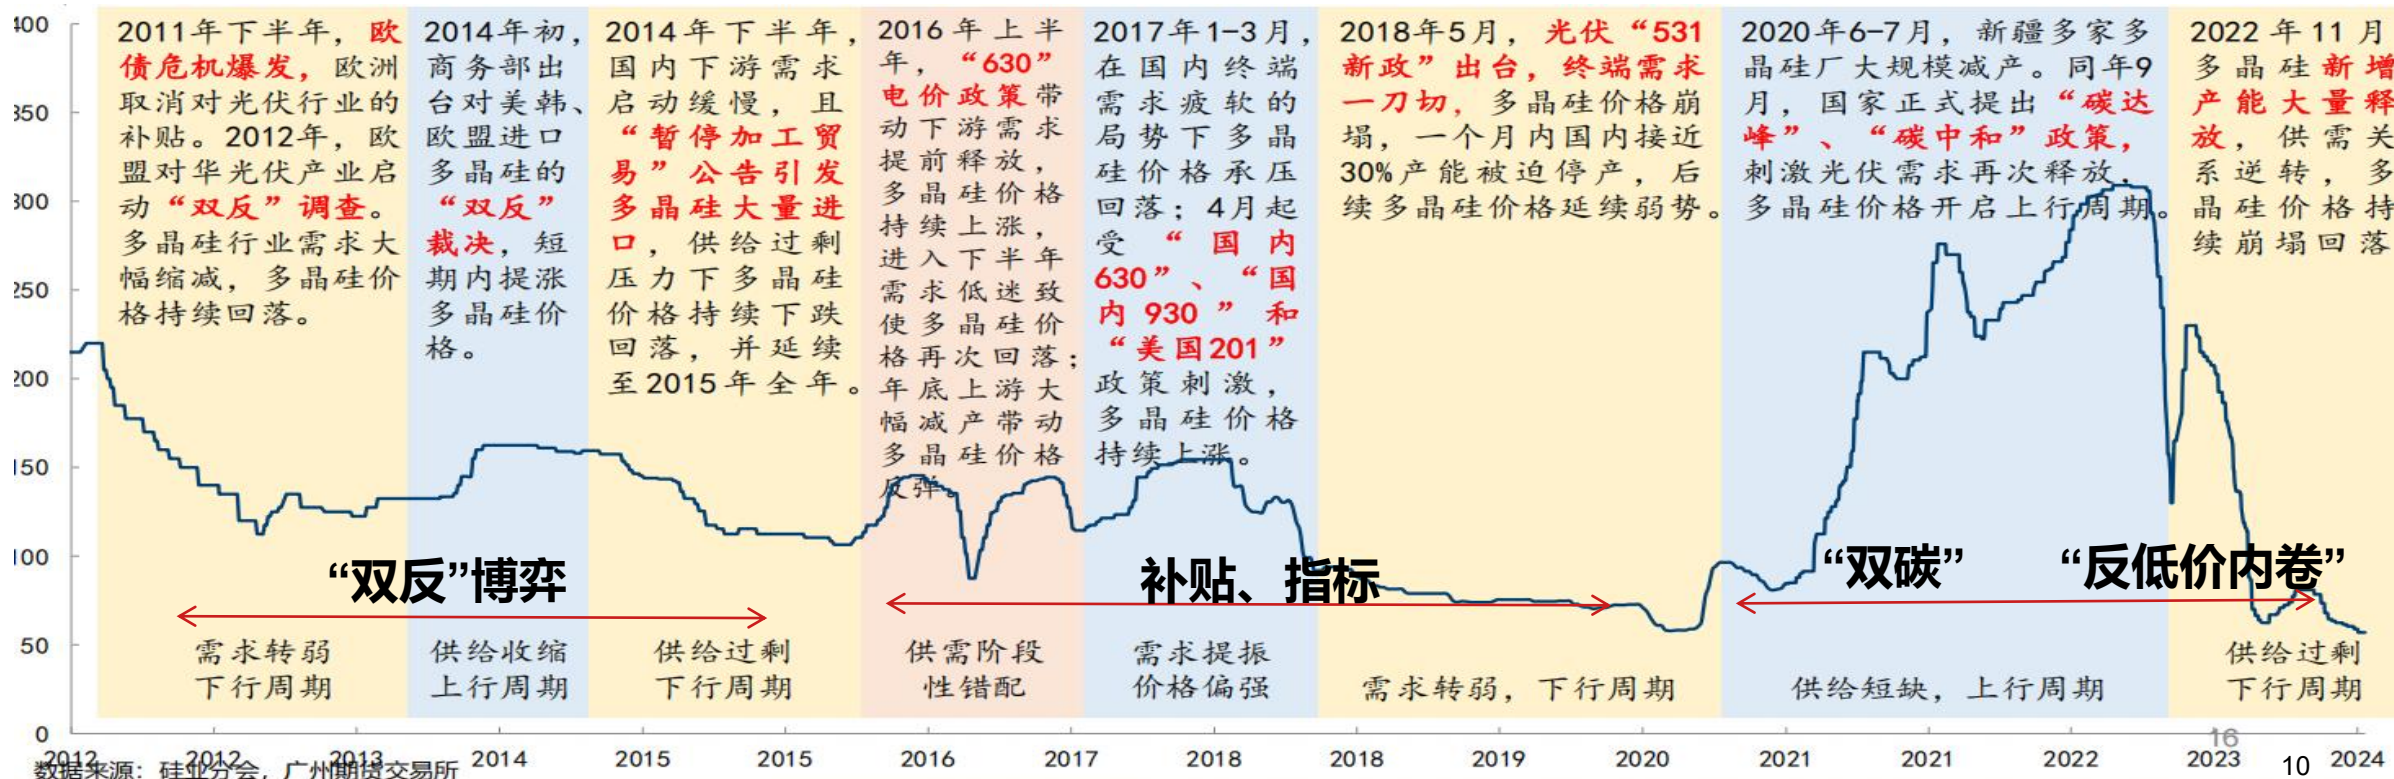 400
350
300
250
200
150
100
50
0
2011年下半年，欧
债危机爆发，欧洲
取消对光伏行业的
补贴。2012年，欧
盟对华光伏产业启
动“双反”调查。
多晶硅行业需求大
幅缩减，多晶硅价
格持续回落。
2014年初，
商务部出
台对美韩、
欧盟进口
多晶硅的
“双反”
裁决，短
期内提涨
多晶硅价
格。
2014年下半年，
国内下游需求
启动缓慢，且
“暂停加工贸
易”公告引发
多晶硅大量进
口，供给过剩
压力下多晶硅
价格持续下跌
回落，并延续
至2015年全年。
2016年上半
年，“630”
电价政策带
动下游需求
提前释放，
多晶硅价格
持续上涨，
进入下半年
需求低迷致
使多晶硅价
格再次回落；
年底上游大
幅减产带动
多晶硅价格
反弹。
2017年1-3月，
在国内终端
需求疲软的
局势下多晶
硅价格承压
回落；4月起
受“国内
630”、“国
内930”和
“美国201”
政策刺激，
多晶硅价格
持续上涨。
2018年5月，光伏“531
新政”出台，终端需求
一刀切，多晶硅价格崩
塌，一个月内国内接近
30%产能被迫停产，后
续多晶硅价格延续弱势。
2020年6-7月，新疆多家多
晶硅厂大规模减产。同年9
月，国家正式提出“碳达
峰”、“碳中和”政策，
刺激光伏需求再次释放，
多晶硅价格开启上行周期。
2022年11月
多晶硅新增
产能大量释
放，供需关
系逆转，多
晶硅价格持
续崩塌回落
“双反”博弈
补贴、指标
“双碳”
“反低价内卷”
需求转弱
下行周期
供给收缩
上行周期
供给过剩
下行周期
供需阶段
性错配
需求提振
价格偏强
需求转弱，下行周期
供给短缺，上行周期
供给过剩
下行周期
2012 2012 2013 2014 2015 2015 2016 2017 2018 2018 2019 2020 2021 2021 2022 2023 2024
数据来源：硅业分会，广州期货交易所
16
10